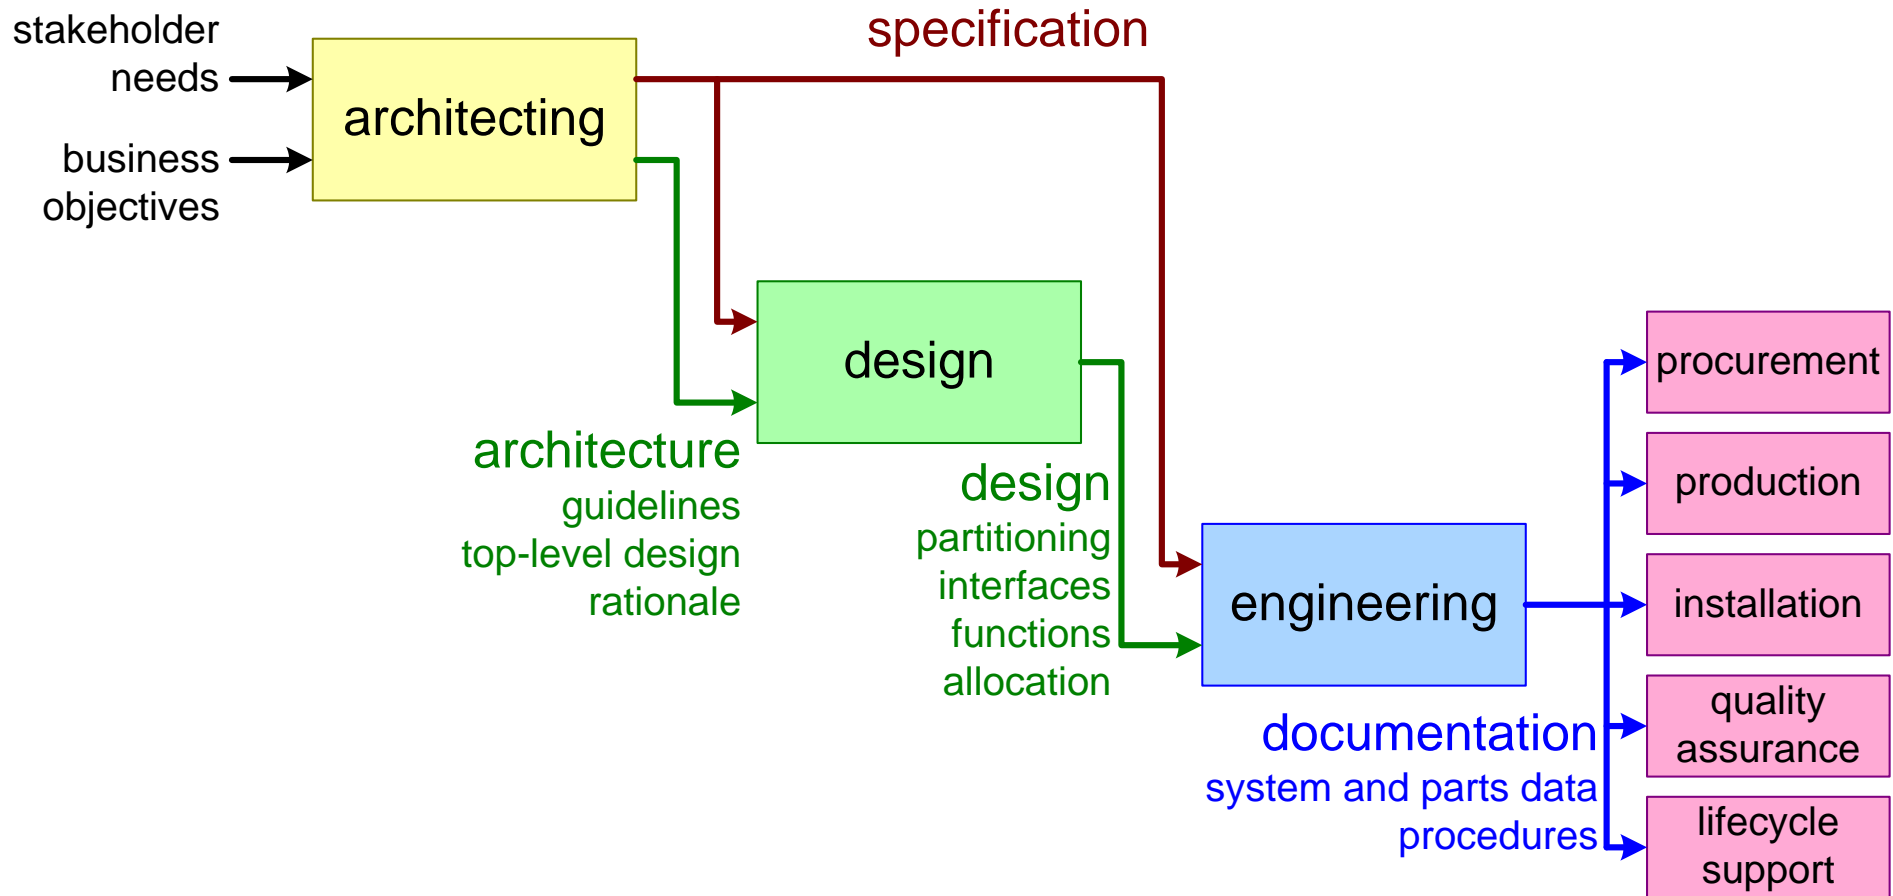 stakeholder
needs
business
objectives
architecting
specification
design
architecture
guidelines
top-level design
rationale
design
partitioning
interfaces
functions
allocation
engineering
documentation
system and parts data
procedures
procurement
production
installation
quality
assurance
lifecycle
support